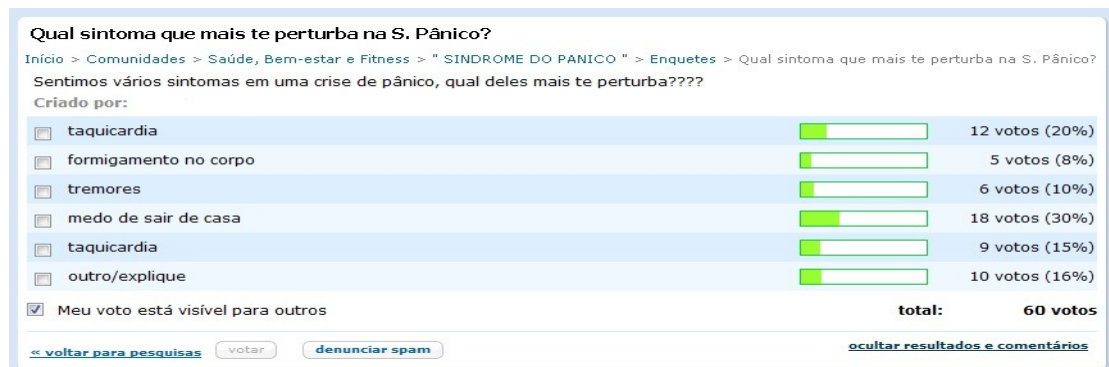 Qual sintoma que mais te perturba na S. Pânico?
Início > Comunidades > Saúde, Bem-estar e Fitness > " SINDROME DO PANICO " > Enquetes > Qual sintoma que mais te perturba na S. Pânico?
Sentimos vários sintomas em uma crise de pânico, qual deles mais te perturba????
Criado por:
taquicardia 12 votos (20%)
formigamento no corpo 5 votos (8%)
tremores 6 votos (10%)
medo de sair de casa 18 votos (30%)
taquicardia 9 votos (15%)
outro/explique 10 votos (16%)
Meu voto está visível para outros total: 60 votos
« voltar para pesquisas votar denunciar spam ocultar resultados e comentários